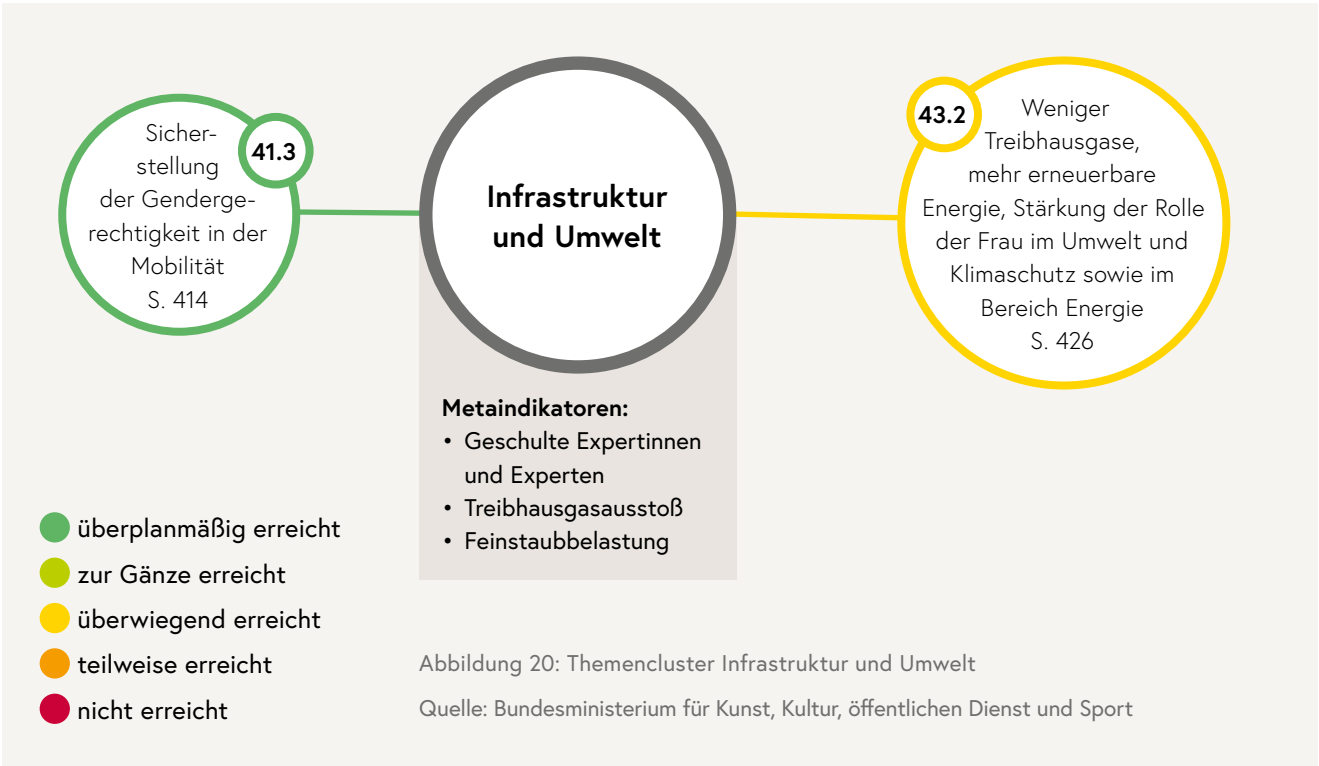 41.3
Sicher-
stellung
der Genderge-
rechtigkeit in der
Mobilität
S. 414
Infrastruktur
und Umwelt
43.2
Weniger
Treibhausgase,
mehr erneuerbare
Energie, Stärkung der Rolle
der Frau im Umwelt und
Klimaschutz sowie im
Bereich Energie
S. 426
Metaindikatoren:
• Geschulte Expertinnen
und Experten
• Treibhausgasausstoß
• Feinstaubbelastung
überplanmäßig erreicht
zur Gänze erreicht
überwiegend erreicht
teilweise erreicht
nicht erreicht
Abbildung 20: Themencluster Infrastruktur und Umwelt
Quelle: Bundesministerium für Kunst, Kultur, öffentlichen Dienst und Sport